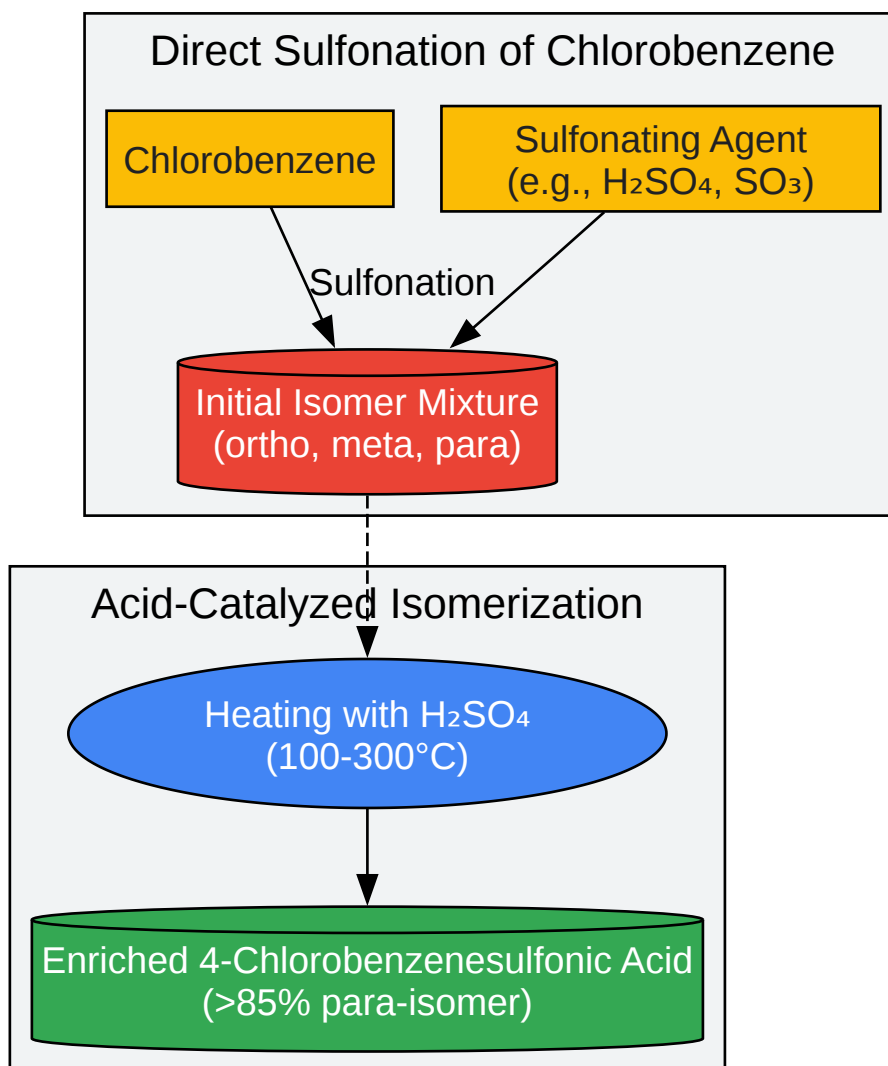 Direct Sulfonation of Chlorobenzene
Chlorobenzene
Sulfonating Agent
(e.g., H₂SO₄, SO₃)
Sulfonation
Initial Isomer Mixture
(ortho, meta, para)
Acid-Catalyzed Isomerization
Heating with H₂SO₄
(100-300°C)
Enriched 4-Chlorobenzenesulfonic Acid
(>85% para-isomer)